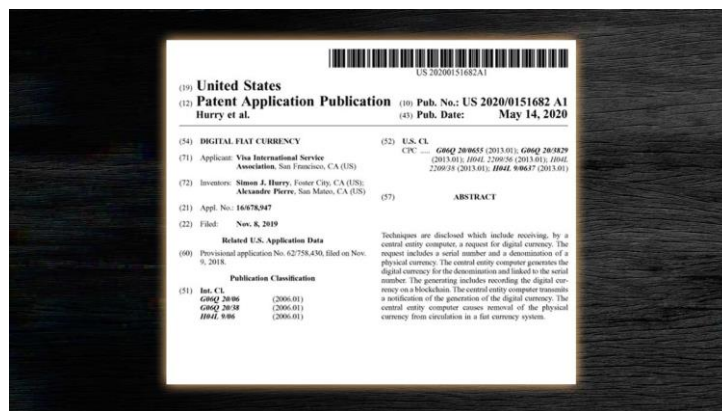 US 20200151682A1
(19) United States
(12) Patent Application Publication
Hurry et al.
(10) Pub. No.: US 2020/0151682 A1
(43) Pub. Date: May 14, 2020
(54) DIGITAL FIAT CURRENCY
(71) Applicant: Visa International Service
Association, San Francisco, CA (US)
(72) Inventors: Simon J. Hurry, Foster City, CA (US);
Alexandre Pierre, San Mateo, CA (US)
(21) Appl. No.: 16/678,947
(22) Filed: Nov. 8, 2019
Related U.S. Application Data
(60) Provisional application No. 62/758,430, filed on Nov.
9, 2018.
Publication Classification
(51) Int. Cl.
G06Q 20/06 (2006.01)
G06Q 20/38 (2006.01)
H04L 9/06 (2006.01)
(52) U.S. Cl.
CPC .... G06Q 20/0655 (2013.01); G06Q 20/3829
(2013.01); H04L 2209/56 (2013.01); H04L
2209/38 (2013.01); H04L 9/0637 (2013.01)
(57) ABSTRACT
Techniques are disclosed which include receiving, by a
central entity computer, a request for digital currency. The
request includes a serial number and a denomination of a
physical currency. The central entity computer generates the
digital currency for the denomination and linked to the serial
number. The generating includes recording the digital cur-
rency on a blockchain. The central entity computer transmits
a notification of the generation of the digital currency. The
central entity computer causes removal of the physical
currency from circulation in a fiat currency system.